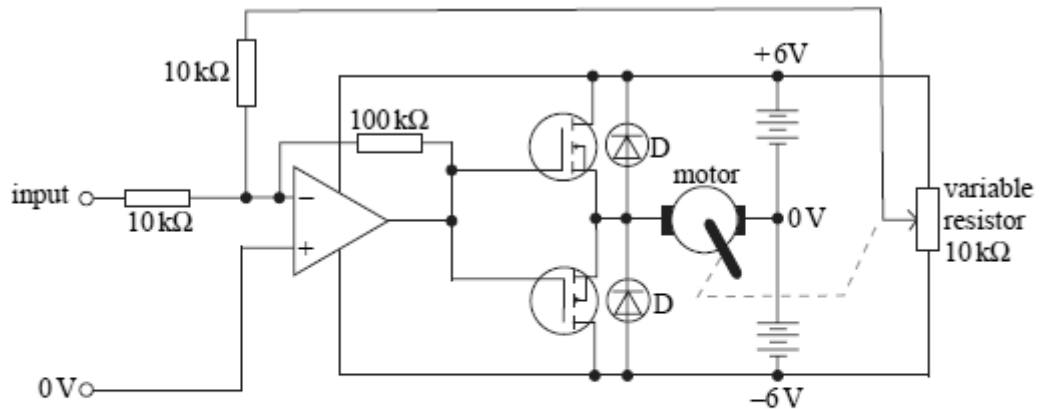 +6V
10 kΩ
100 kΩ
D
motor
input
10 kΩ
−
+
0 V
variable
resistor
10 kΩ
D
0 V
−6V